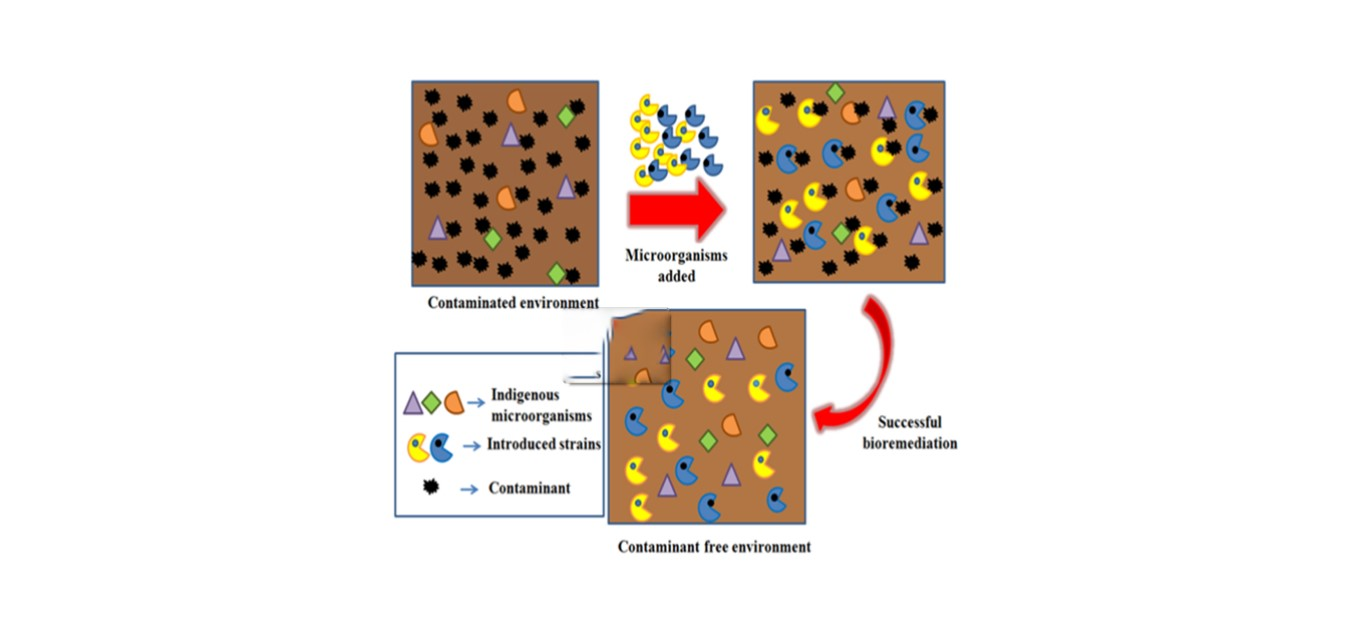 Microorganisms
added
Contaminated environment
Indigenous
microorganisms
Introduced strains
Contaminant
Successful
bioremediation
Contaminant free environment